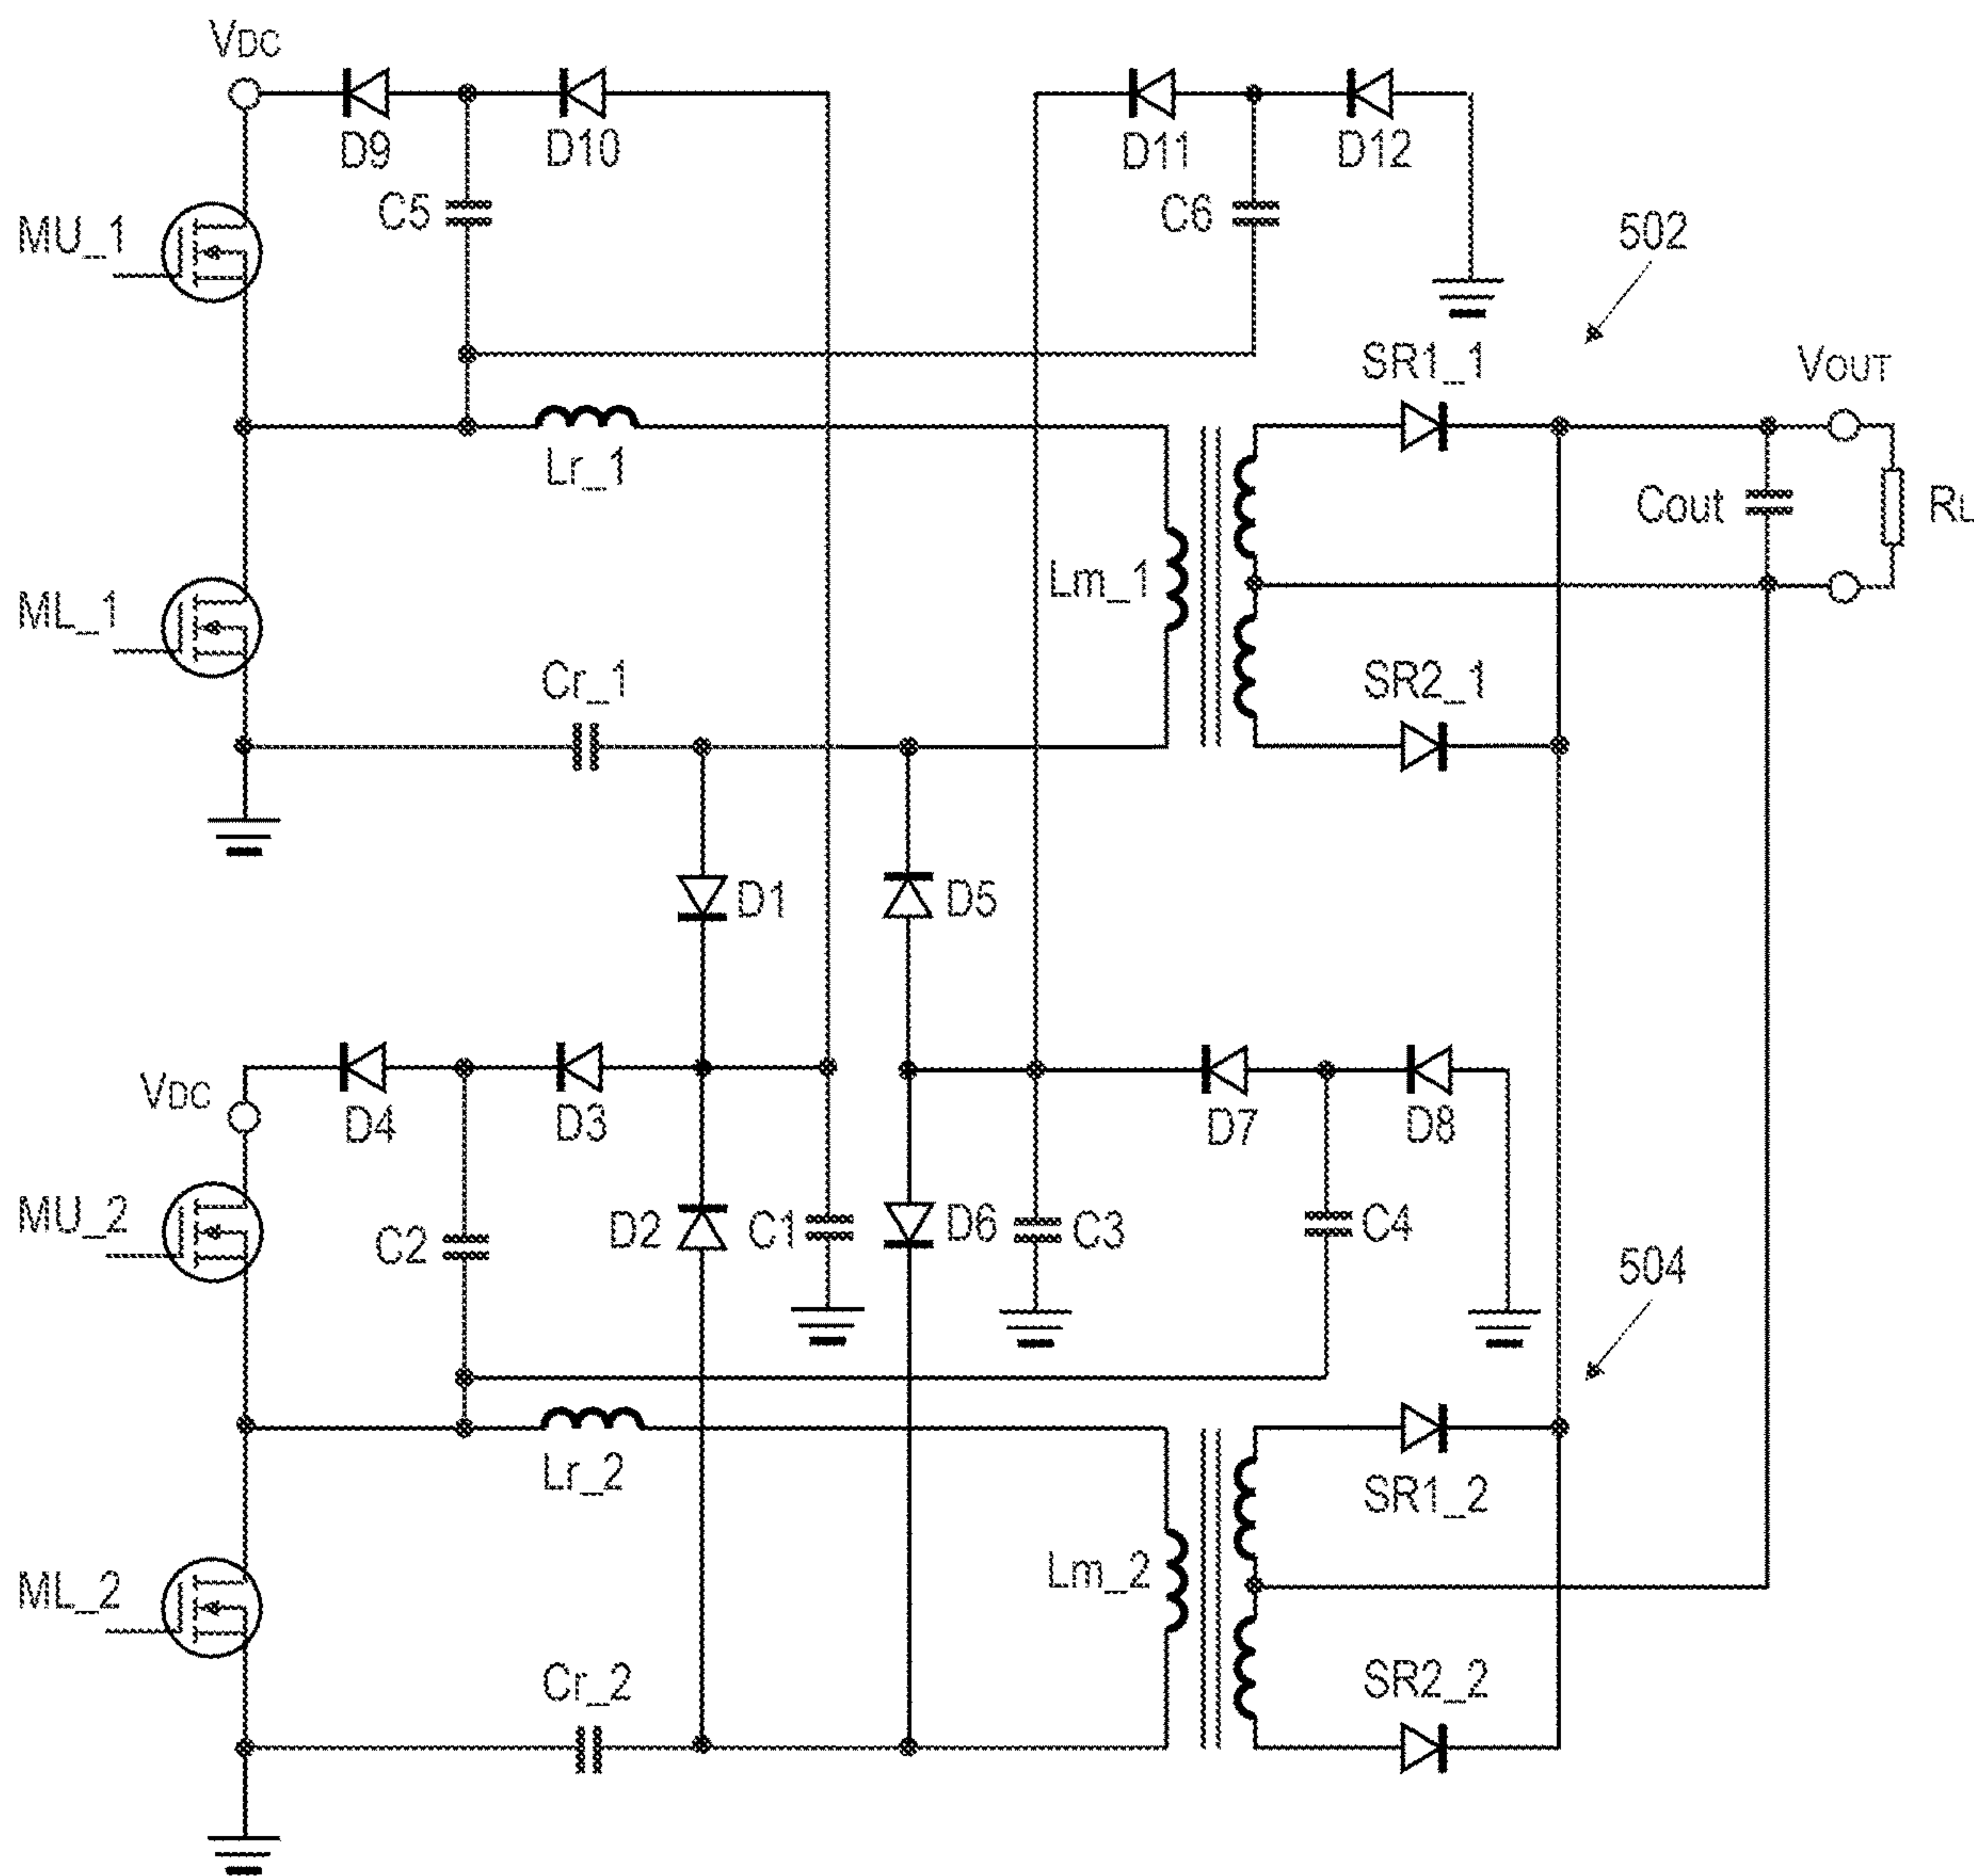 VDC
D9
D10
D11
D12
MU_1
C5
C6
502
SR1_1
VOUT
Lr_1
Cout
RL
Lm_1
ML_1
Cr_1
SR2_1
D1
D5
VDC
D4
D3
D7
D8
MU_2
C2
D2
C1
D6
C3
C4
504
Lr_2
SR1_2
Lm_2
ML_2
Cr_2
SR2_2